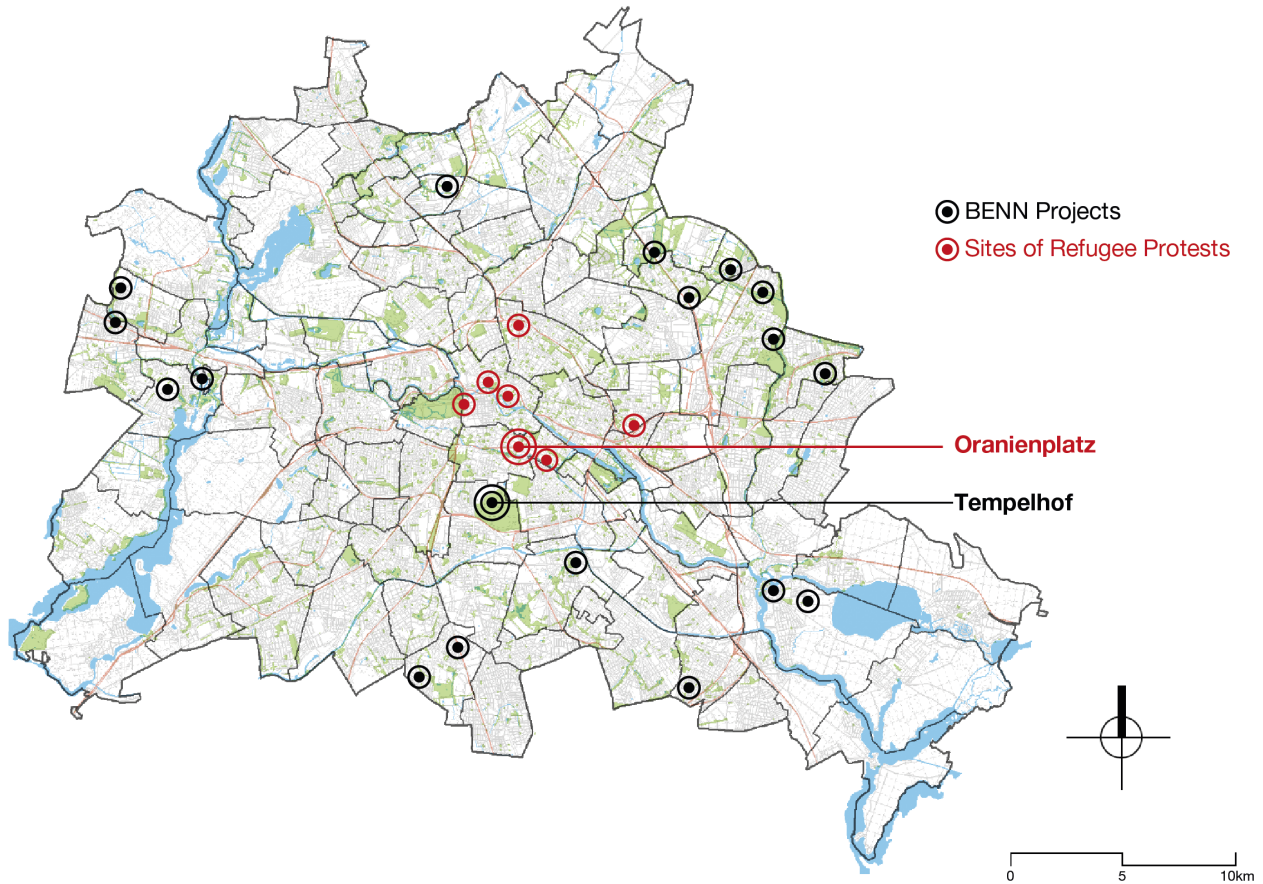 BENN Projects
Sites of Refugee Protests
Oranienplatz
Tempelhof
0 5 10km